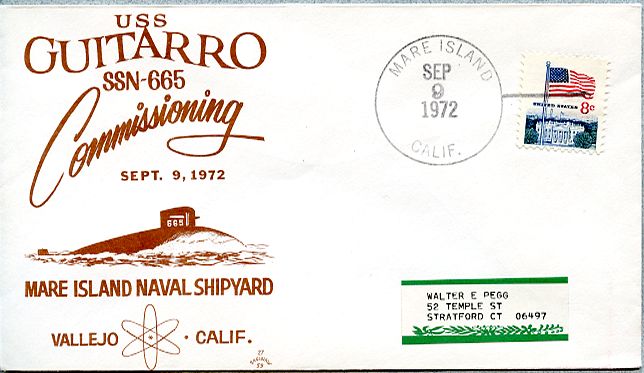 USS
GUITARRO
SSN-665
Commissioning
SEPT. 9, 1972
665
MARE ISLAND NAVAL SHIPYARD
VALLEJO · CALIF.
MARE ISLAND
SEP
9
1972
CALIF.
UNITED STATES 8c
WALTER E PEGG
52 TEMPLE ST
STRATFORD CT 06497